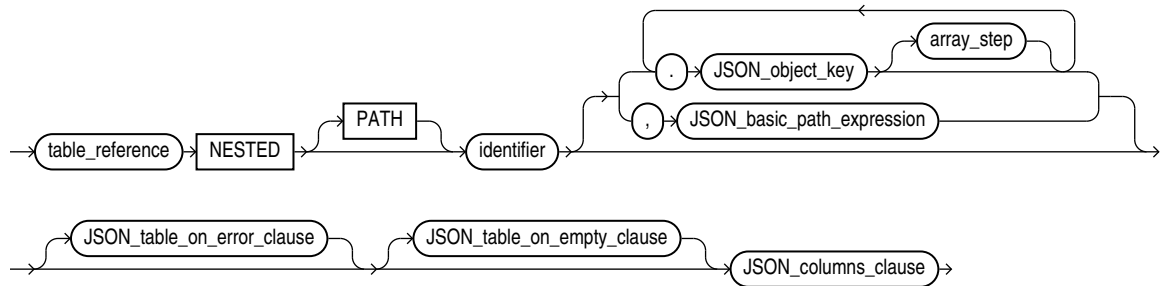 array_step
. JSON_object_key
PATH
, JSON_basic_path_expression
table_reference NESTED identifier
JSON_table_on_error_clause JSON_table_on_empty_clause
JSON_columns_clause